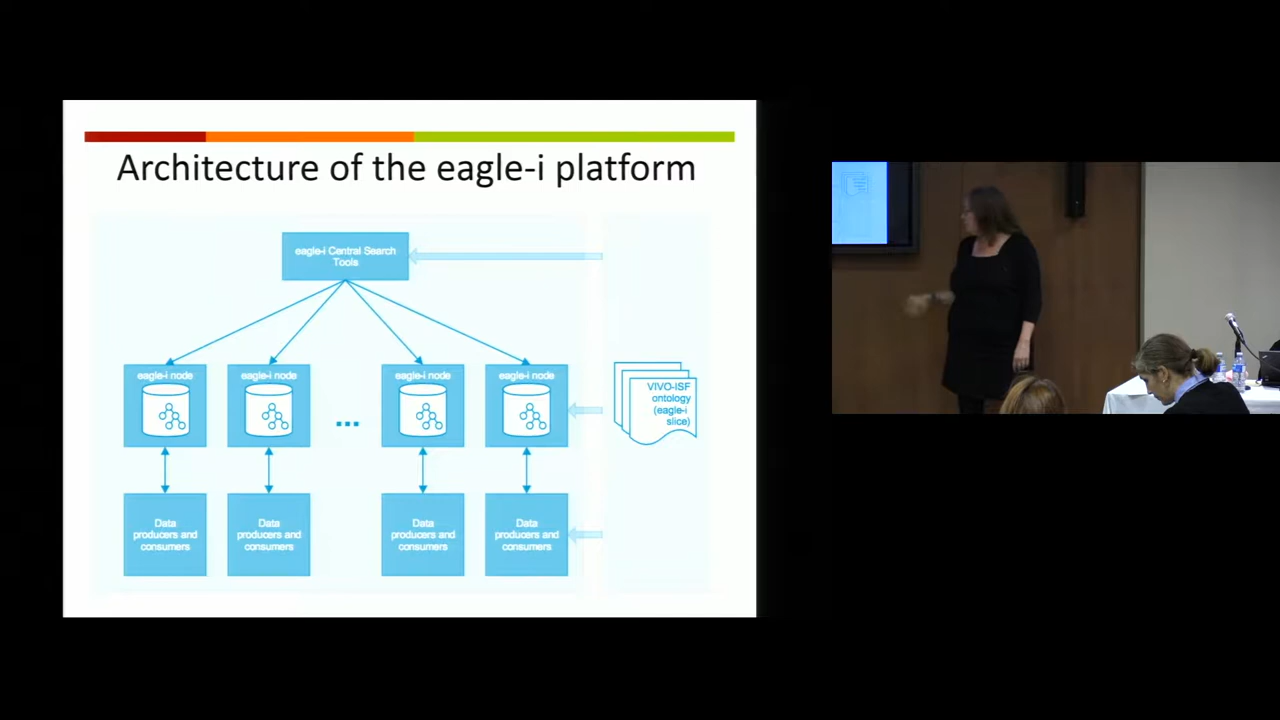 Architecture of the eagle-i platform
eagle-i Central Search
Tools
eagle-i node
eagle-i node
...
eagle-i node
eagle-i node
VIVO-ISF
ontology
(eagle-i
slice)
Data
producers and
consumers
Data
producers and
consumers
Data
producers and
consumers
Data
producers and
consumers